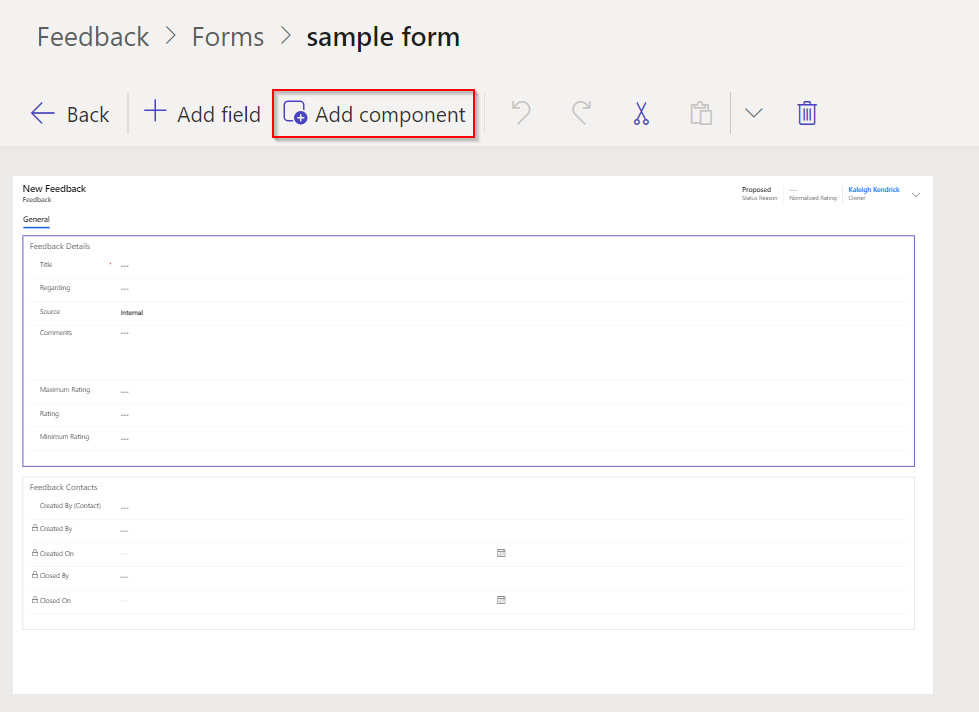 Feedback > Forms > sample form
Back Add field Add component
New Feedback
Feedback
Proposed
Status Reason
---
Normalized Rating
Kaleigh Kendrick
Owner
General
Feedback Details
Title * ---
Regarding ---
Source Internal
Comments ---
Maximum Rating ---
Rating ---
Minimum Rating ---
Feedback Contacts
Created By (Contact) ---
Created By ---
Created On ---
Closed By ---
Closed On ---